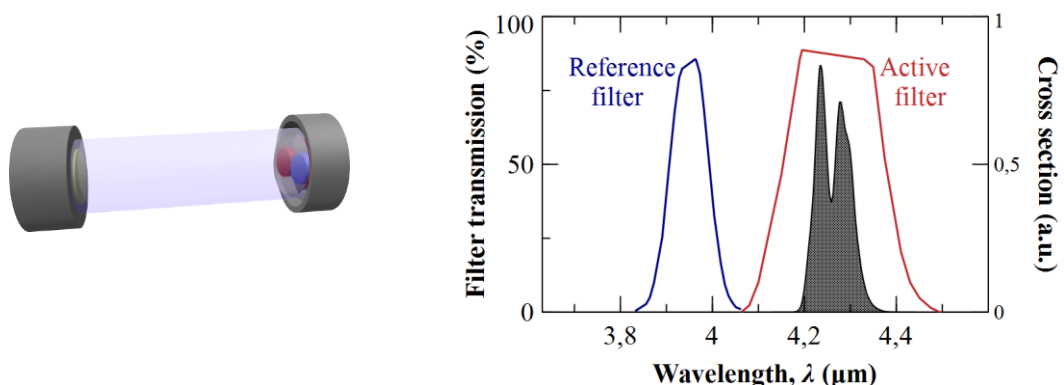 Filter transmission (%)
100
50
0
Reference
filter
Active
filter
1
0,5
0
Cross section (a.u.)
3,8
4
4,2
4,4
Wavelength, λ (µm)